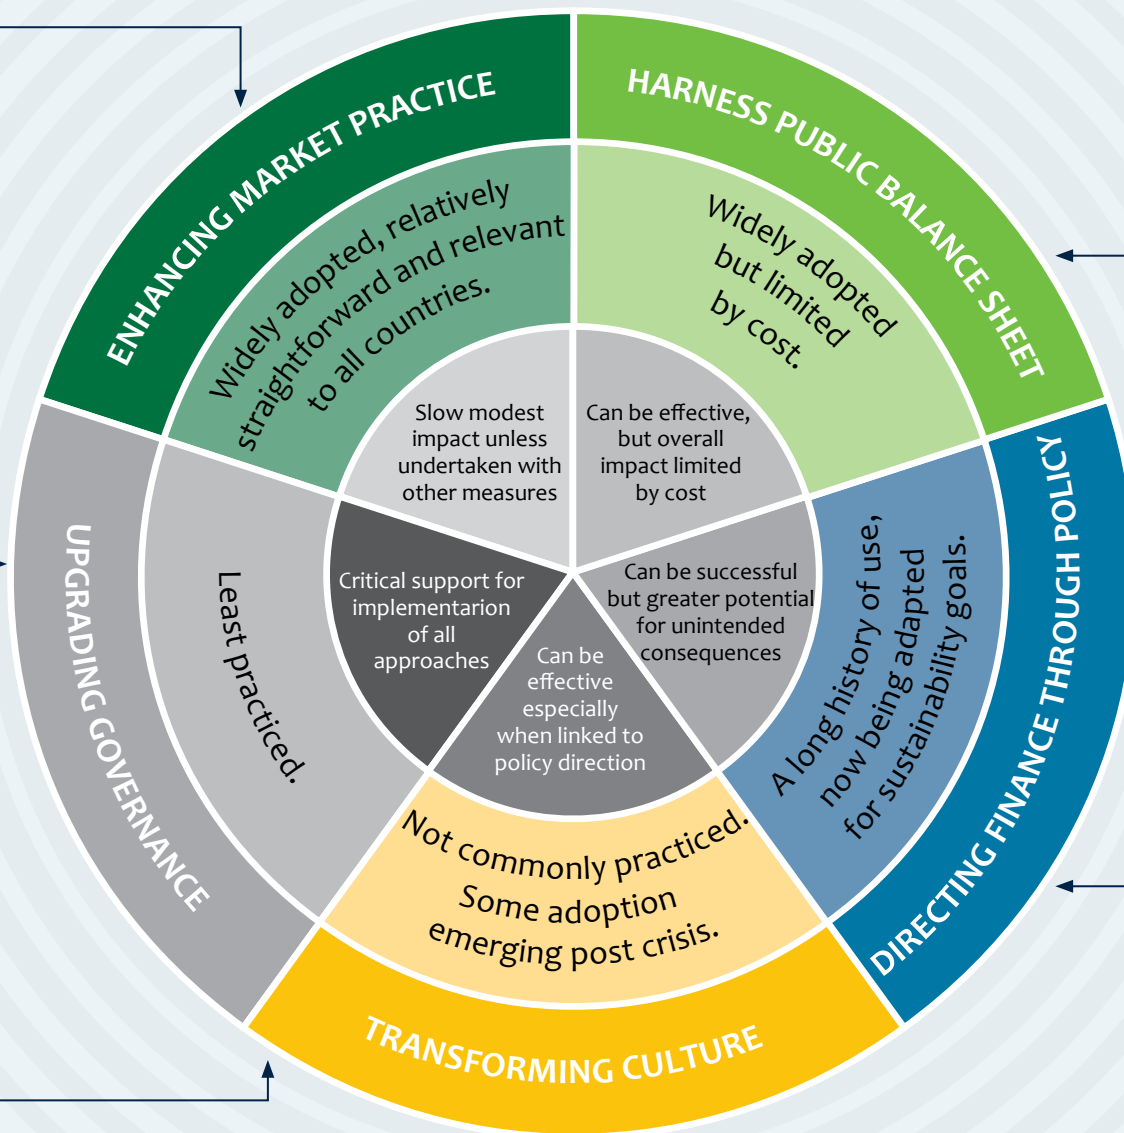 ENHANCING MARKET PRACTICE
Widely adopted, relatively
straightforward and relevant
to all countries.
Slow modest
impact unless
undertaken with
other measures
HARNESS PUBLIC BALANCE SHEET
Widely adopted
but limited
by cost.
Can be effective,
but overall
impact limited
by cost
DIRECTING FINANCE THROUGH POLICY
A long history of use,
now being adapted
for sustainability goals.
Can be successful
but greater potential
for unintended
consequences
TRANSFORMING CULTURE
Not commonly practiced.
Some adoption
emerging post crisis.
Can be
effective
especially
when linked to
policy direction
UPGRADING GOVERNANCE
Least practiced.
Critical support for
implementarion
of all
approaches